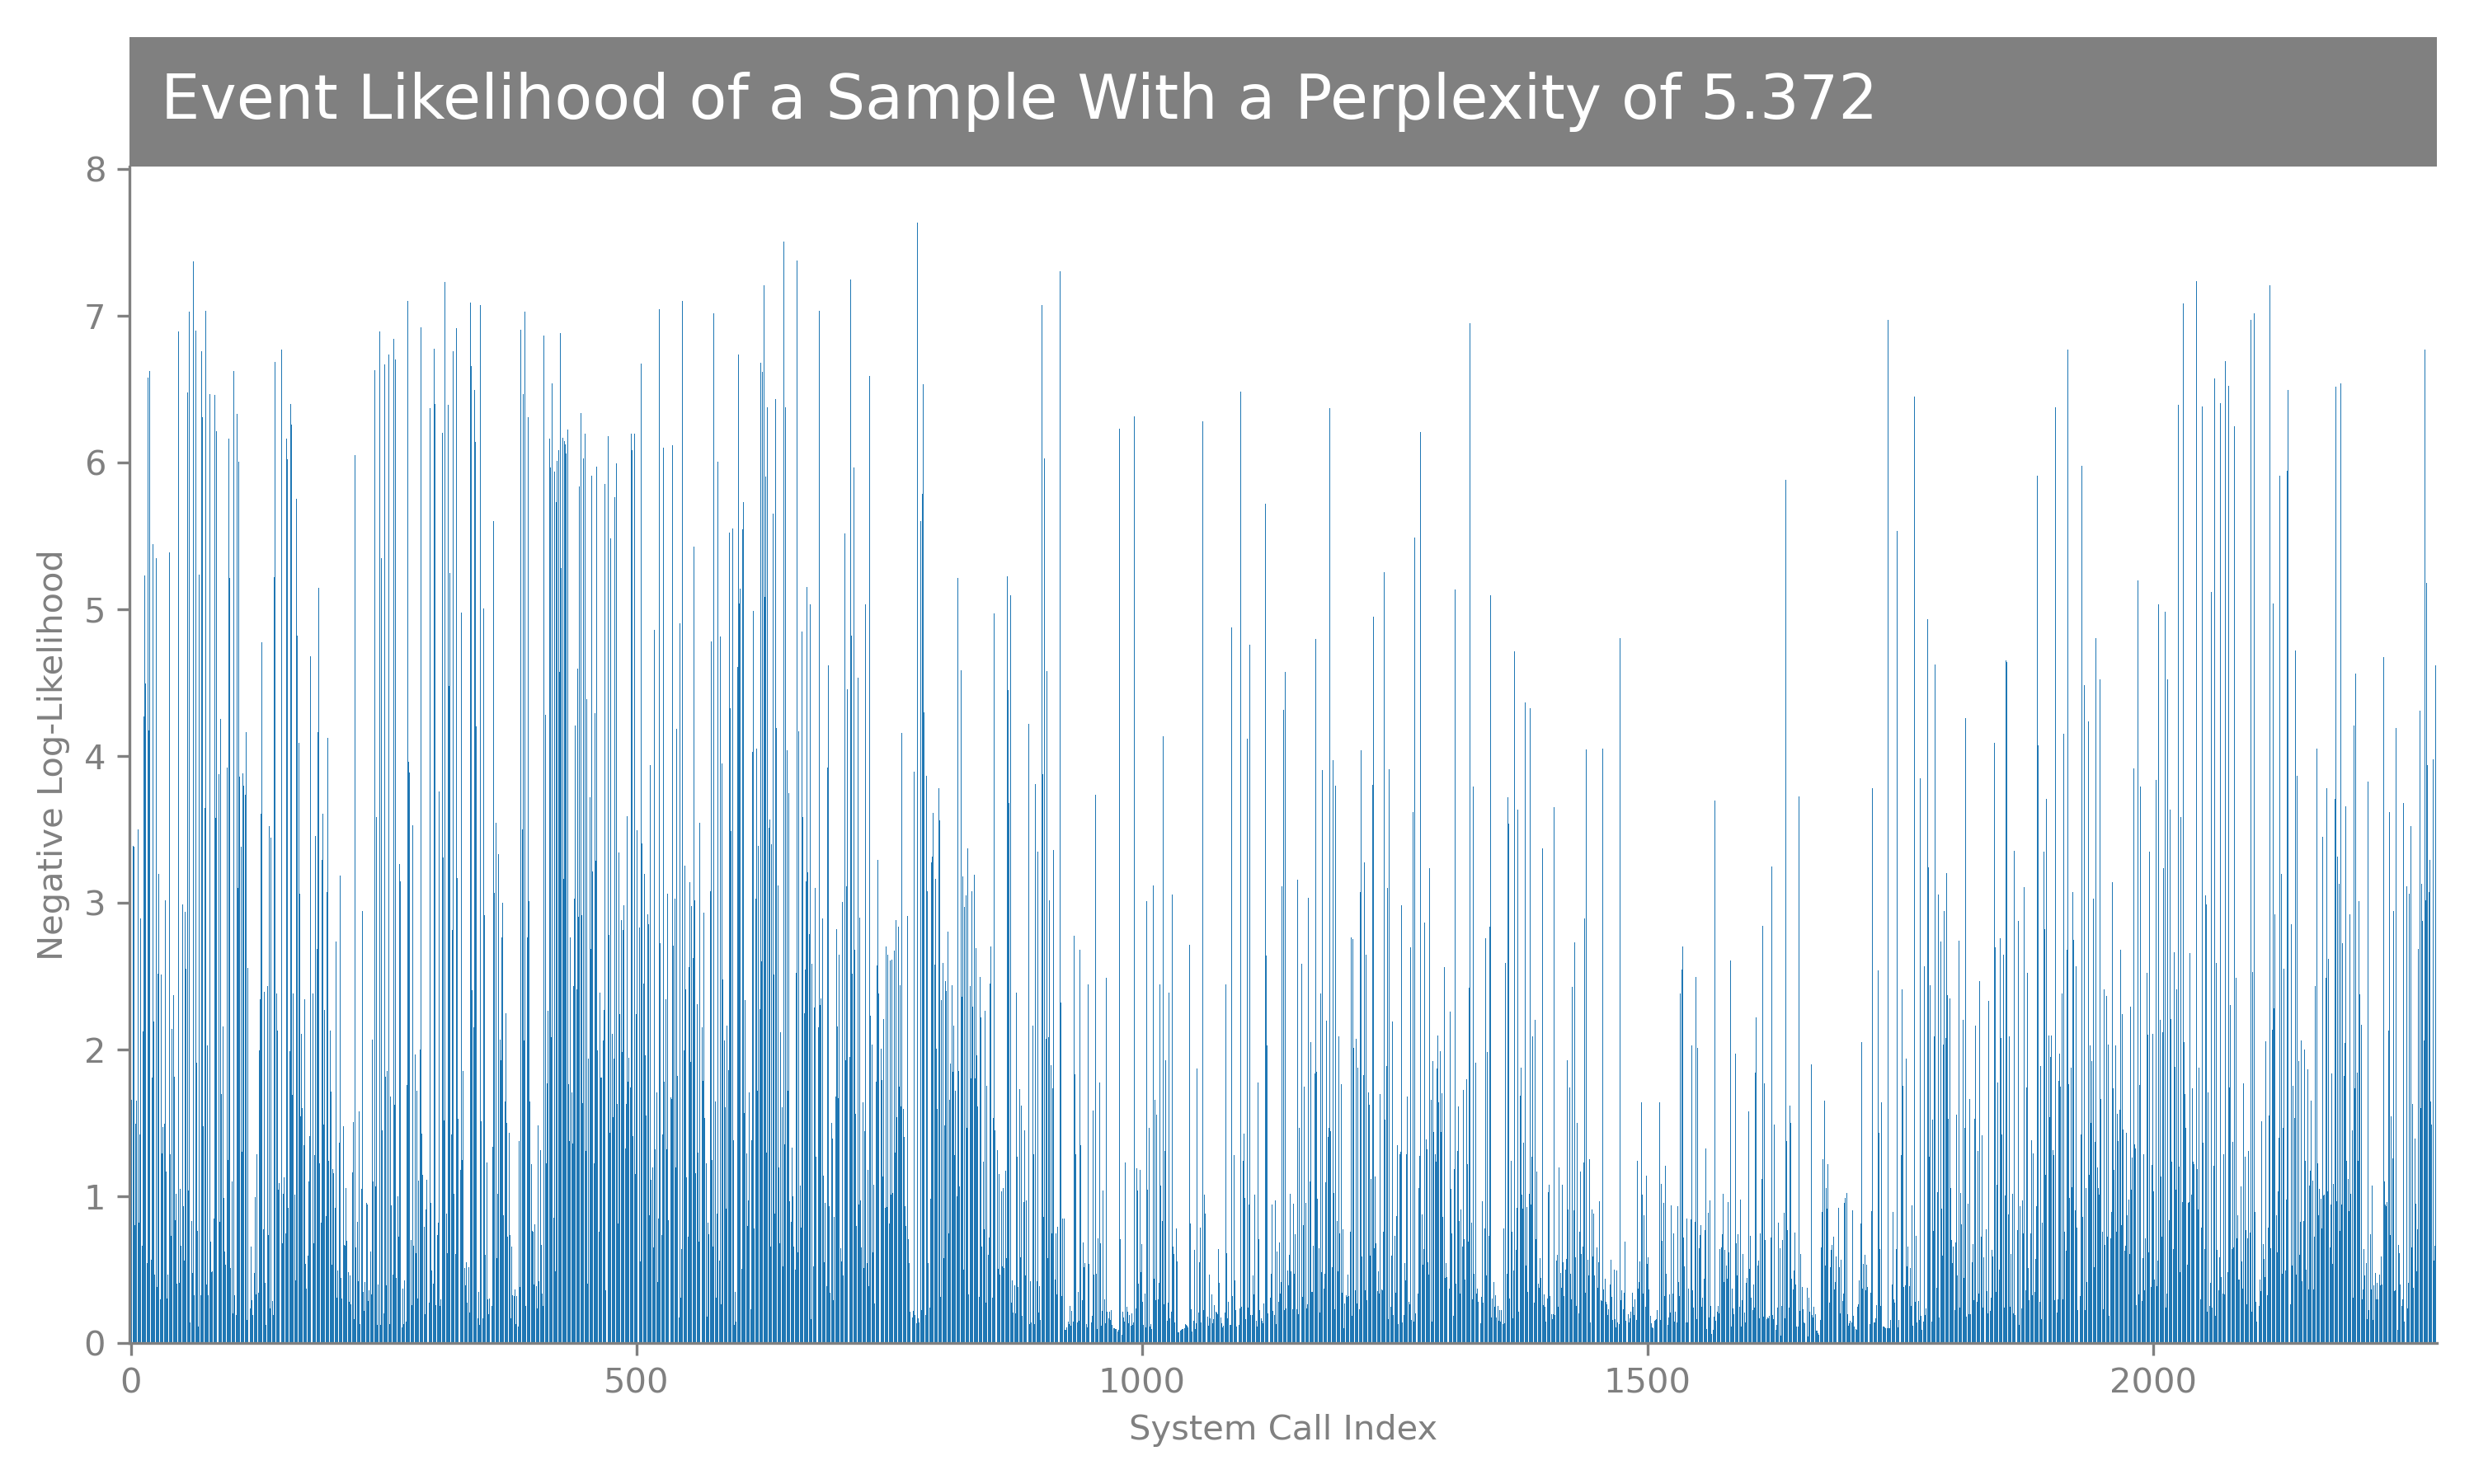 Event Likelihood of a Sample With a Perplexity of 5.372
8
7
6
5
4
3
2
1
0
Negative Log-Likelihood
0 500 1000 1500 2000
System Call Index